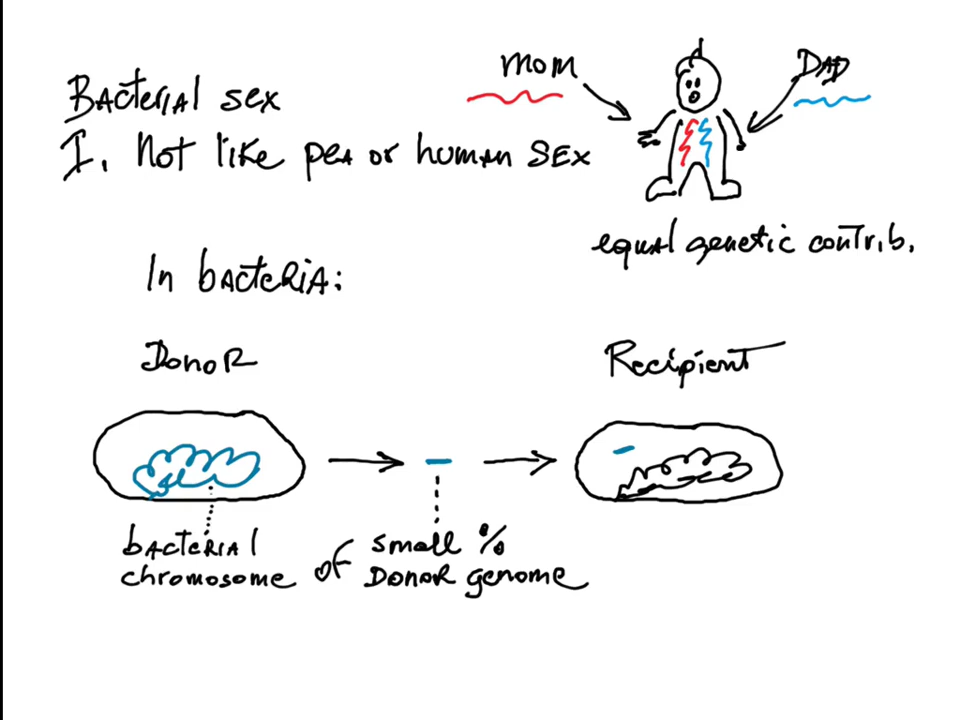 Bacterial sex
I. Not like pea or human sex
mom
DAD
equal genetic contrib.
In bacteria:
Donor
Recipient
bacterial
chromosome
of small %
Donor genome